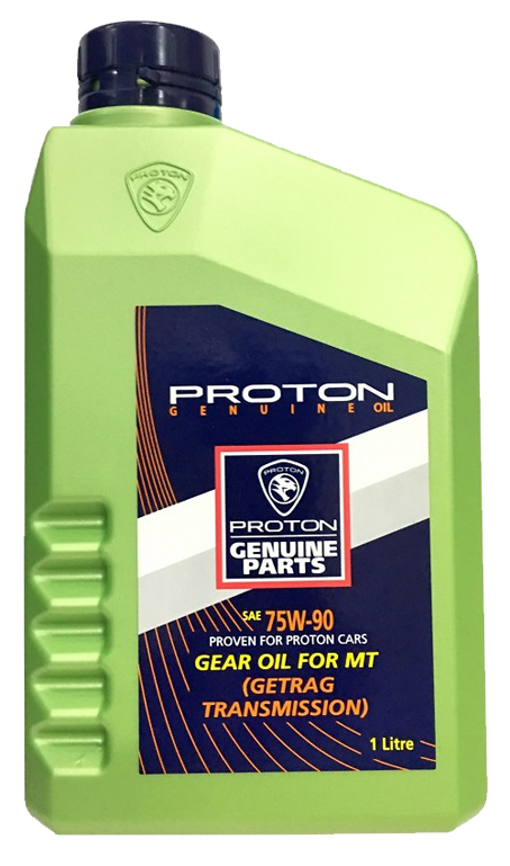 PROTON
PROTON
GENUINE OIL
PROTON
PROTON
GENUINE
PARTS
SAE 75W-90
PROVEN FOR PROTON CARS
GEAR OIL FOR MT
(GETRAG
TRANSMISSION)
1 Litre